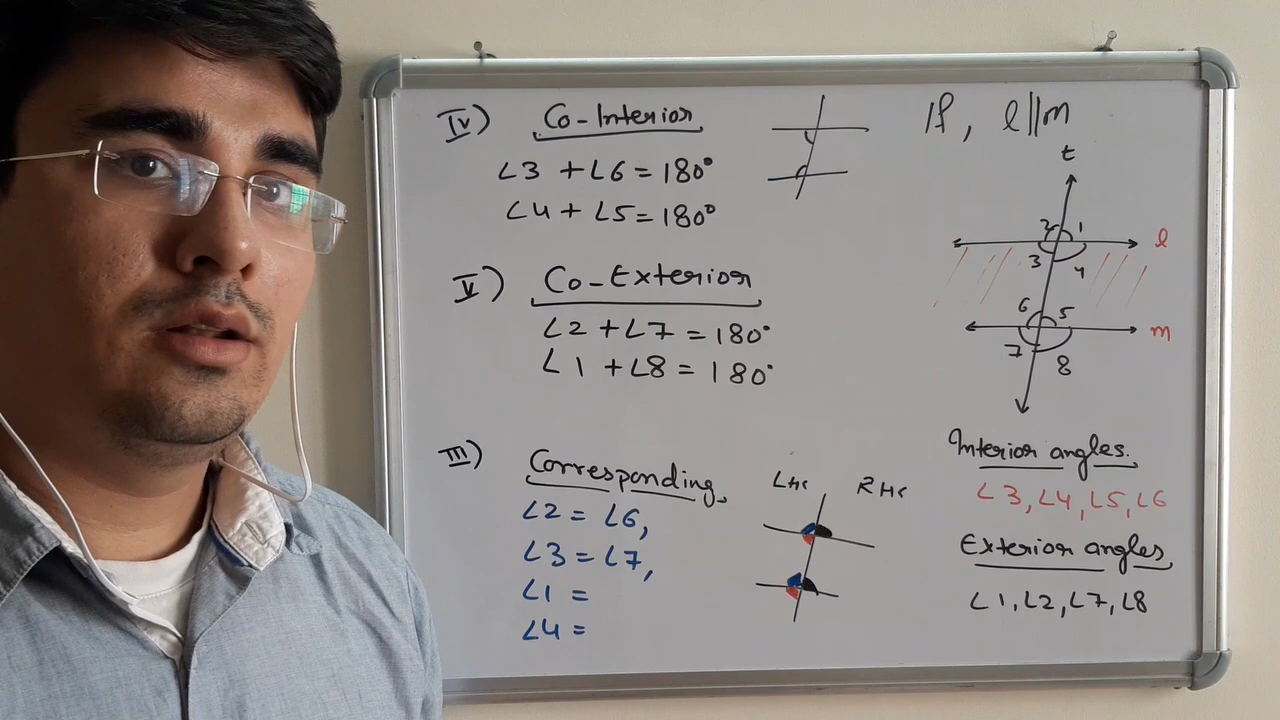 IV) Co-Interior
∠3 + ∠6 = 180°
∠4 + ∠5 = 180°
V) Co-Exterior
∠2 + ∠7 = 180°
∠1 + ∠8 = 180°
III) Corresponding
∠2 = ∠6,
∠3 = ∠7,
∠1 =
∠4 =
LHS RHS
If, l || m
t
2 1
l
3 4
6 5
m
7 8
Interior angles.
∠3, ∠4, ∠5, ∠6
Exterior angles
∠1, ∠2, ∠7, ∠8